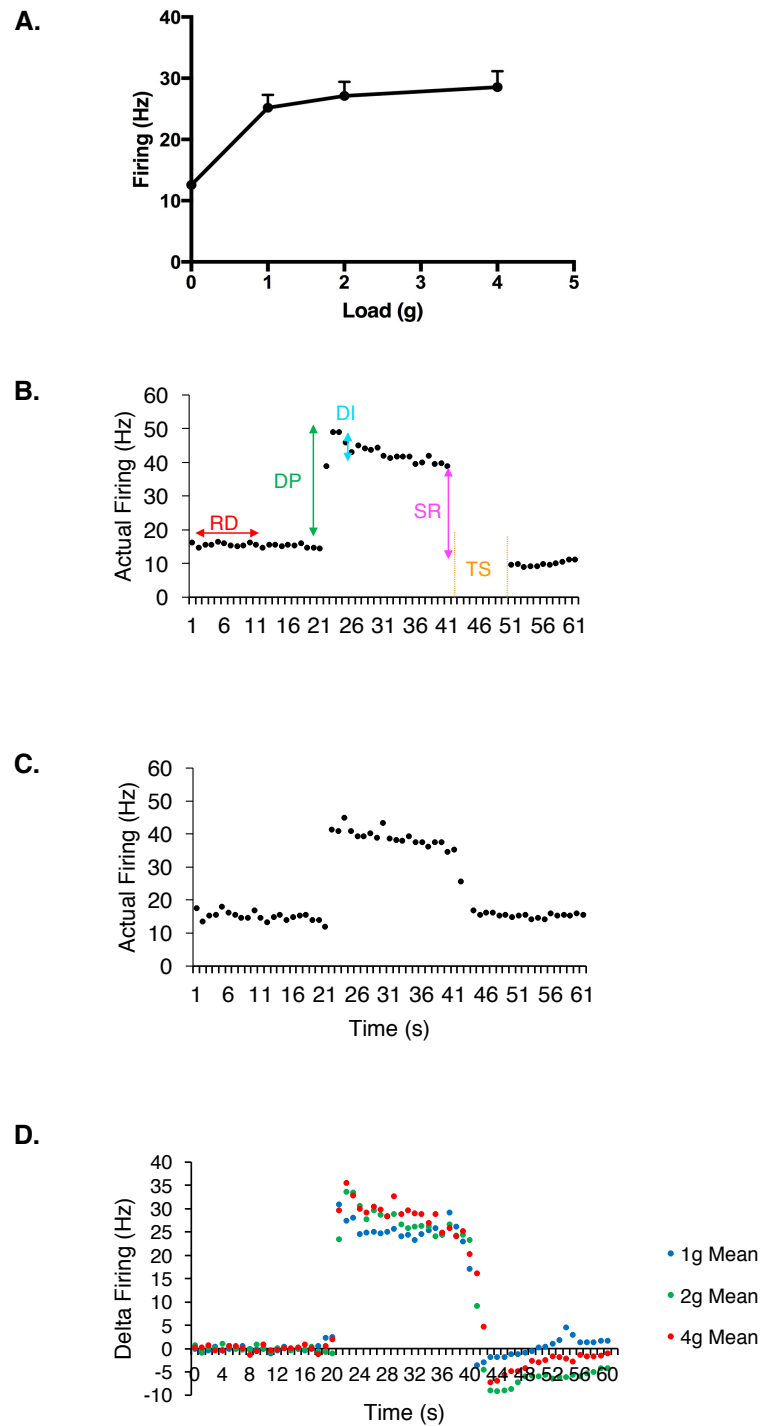 A.
40
30
20
10
0
Firing (Hz)
0 1 2 3 4 5
Load (g)
B.
60
50
40
30
20
10
0
Actual Firing (Hz)
RD
DP
DI
SR
TS
1 6 11 16 21 26 31 36 41 46 51 56 61
C.
60
50
40
30
20
10
0
Actual Firing (Hz)
1 6 11 16 21 26 31 36 41 46 51 56 61
Time (s)
D.
40
35
30
25
20
15
10
5
0
-5
-10
Delta Firing (Hz)
0 4 8 12 16 20 24 28 32 36 40 44 48 52 56 60
Time (s)
1g Mean
2g Mean
4g Mean